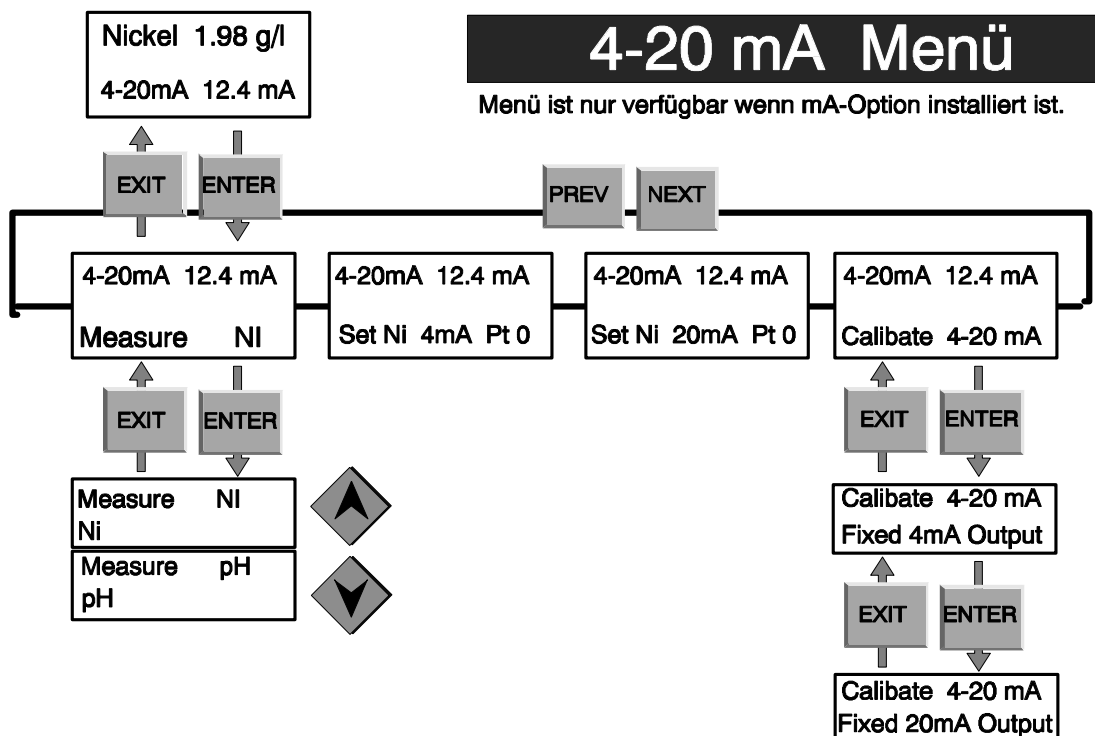 Nickel 1.98 g/l
4-20mA 12.4 mA
4-20 mA Menü
Menü ist nur verfügbar wenn mA-Option installiert ist.
EXIT
ENTER
PREV
NEXT
4-20mA 12.4 mA
Measure NI
4-20mA 12.4 mA
Set Ni 4mA Pt 0
4-20mA 12.4 mA
Set Ni 20mA Pt 0
4-20mA 12.4 mA
Calibate 4-20 mA
EXIT
ENTER
EXIT
ENTER
Measure NI
Ni
Measure pH
pH
Calibate 4-20 mA
Fixed 4mA Output
EXIT
ENTER
Calibate 4-20 mA
Fixed 20mA Output